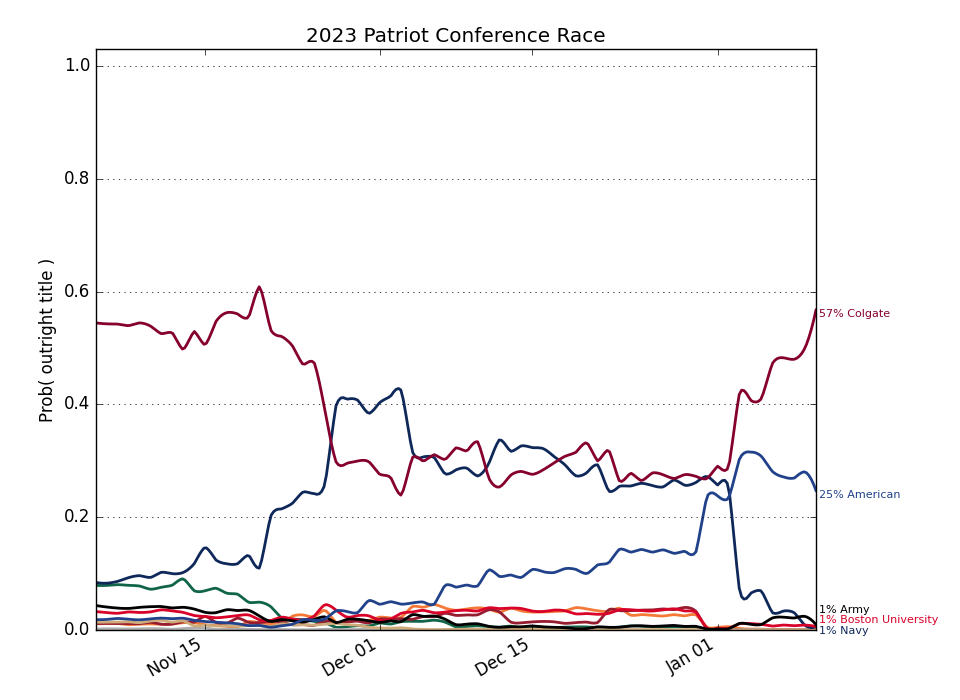 2023 Patriot Conference Race
Prob( outright title )
1.0
0.8
0.6
0.4
0.2
0.0
Nov 15
Dec 01
Dec 15
Jan 01
57% Colgate
25% American
1% Army
1% Boston University
1% Navy